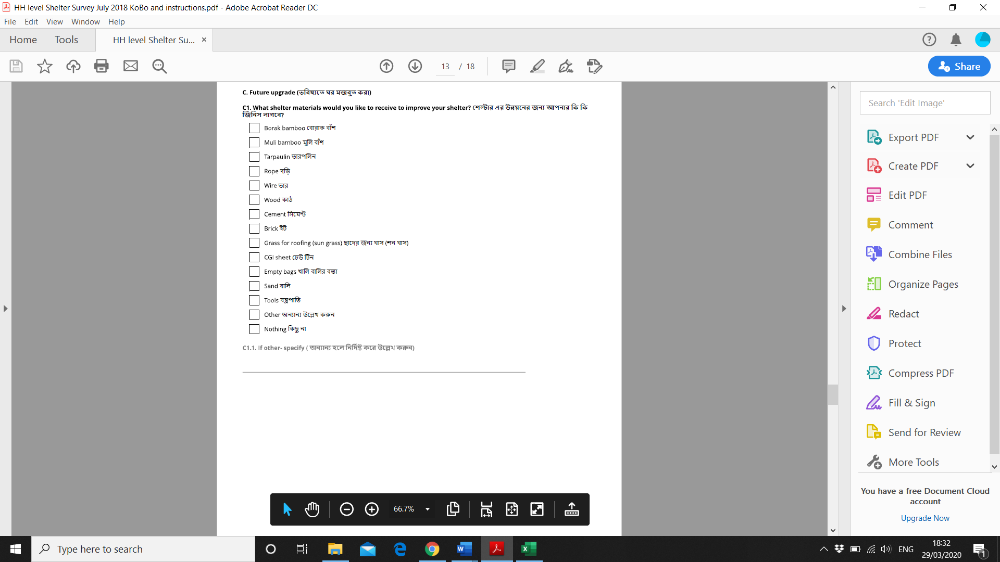 HH level Shelter Survey July 2018 KoBo and instructions.pdf - Adobe Acrobat Reader DC
File Edit View Window Help
Home Tools HH level Shelter Su...
13 / 18
Share
C. Future upgrade (ভবিষ্যতে ঘর মজবুত করা)
C1. What shelter materials would you like to receive to improve your shelter? শেল্টার এর উন্নয়নের জন্য আপনার কি কি
জিনিস লাগবে?
Borak bamboo বোরাক বাঁশ
Muli bamboo মুলি বাঁশ
Tarpaulin তারপলিন
Rope দড়ি
Wire তার
Wood কাঠ
Cement সিমেন্ট
Brick ইট
Grass for roofing (sun grass) ছাদের জন্য ঘাস (শন ঘাস)
CGI sheet ঢেউ টিন
Empty bags খালি বালির বস্তা
Sand বালি
Tools যন্ত্রপাতি
Other অন্যান্য উল্লেখ করুন
Nothing কিছু না
C1.1. If other- specify ( অন্যান্য হলে নির্দিষ্ট করে উল্লেখ করুন)
66.7%
Search 'Edit Image'
Export PDF
Create PDF
Edit PDF
Comment
Combine Files
Organize Pages
Redact
Protect
Compress PDF
Fill & Sign
Send for Review
More Tools
You have a free Document Cloud
account
Upgrade Now
Type here to search
ENG
18:32
29/03/2020
1